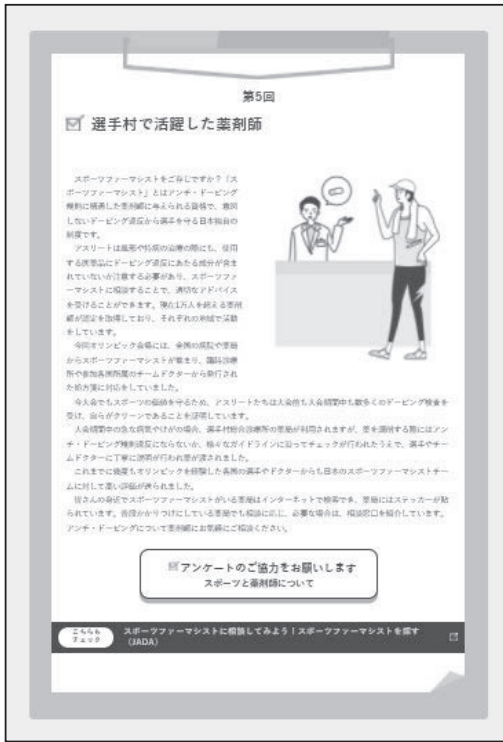 第5回
選手村で活躍した薬剤師
スポーツファーマシストをご存じですか？「ス
ポーツファーマシスト」とはアンチ・ドーピング
規則に精通した薬剤師に与えられる資格で、意図
しないドーピング違反から選手を守る日本独自の
制度です。
アスリートは風邪や持病の治療の際にも、使用
する医薬品にドーピング違反にあたる成分が含ま
れていないか注意する必要があり、スポーツファ
ーマシストに相談することで、適切なアドバイス
を受けることができます。現在1万人を超える薬剤
師が認定を取得しており、それぞれの地域で活動
をしています。
今回オリンピック会場には、全国の病院や薬局
からスポーツファーマシストが集まり、臨時診療
所や参加各国所属のチームドクターから発行され
た処方箋に対応をしていました。
今大会でもスポーツの価値を守るため、アスリートたちは大会前も大会期間中も数多くのドーピング検査を
受け、自らがクリーンであることを証明しています。
大会期間中の急な病気やけがの場合、選手村総合診療所の薬局が利用されますが、薬を調剤する際にはアン
チ・ドーピング規則違反にならないか、様々なガイドラインに沿ってチェックが行われたうえで、選手やチー
ムドクターに丁寧に説明が行われ薬が渡されました。
これまでに幾度もオリンピックを経験した各国の選手やドクターからも日本のスポーツファーマシストチー
ムに対して高い評価が送られました。
皆さんの身近でスポーツファーマシストがいる薬局はインターネットで検索でき、薬局にはステッカーが貼
られています。普段かかりつけにしている薬局でも相談に応じ、必要な場合は、相談窓口を紹介しています。
アンチ・ドーピングについて薬剤師にお気軽にご相談ください。
アンケートのご協力をお願いします
スポーツと薬剤師について
こちらも
チェック
スポーツファーマシストに相談してみよう！スポーツファーマシストを探す
（JADA）